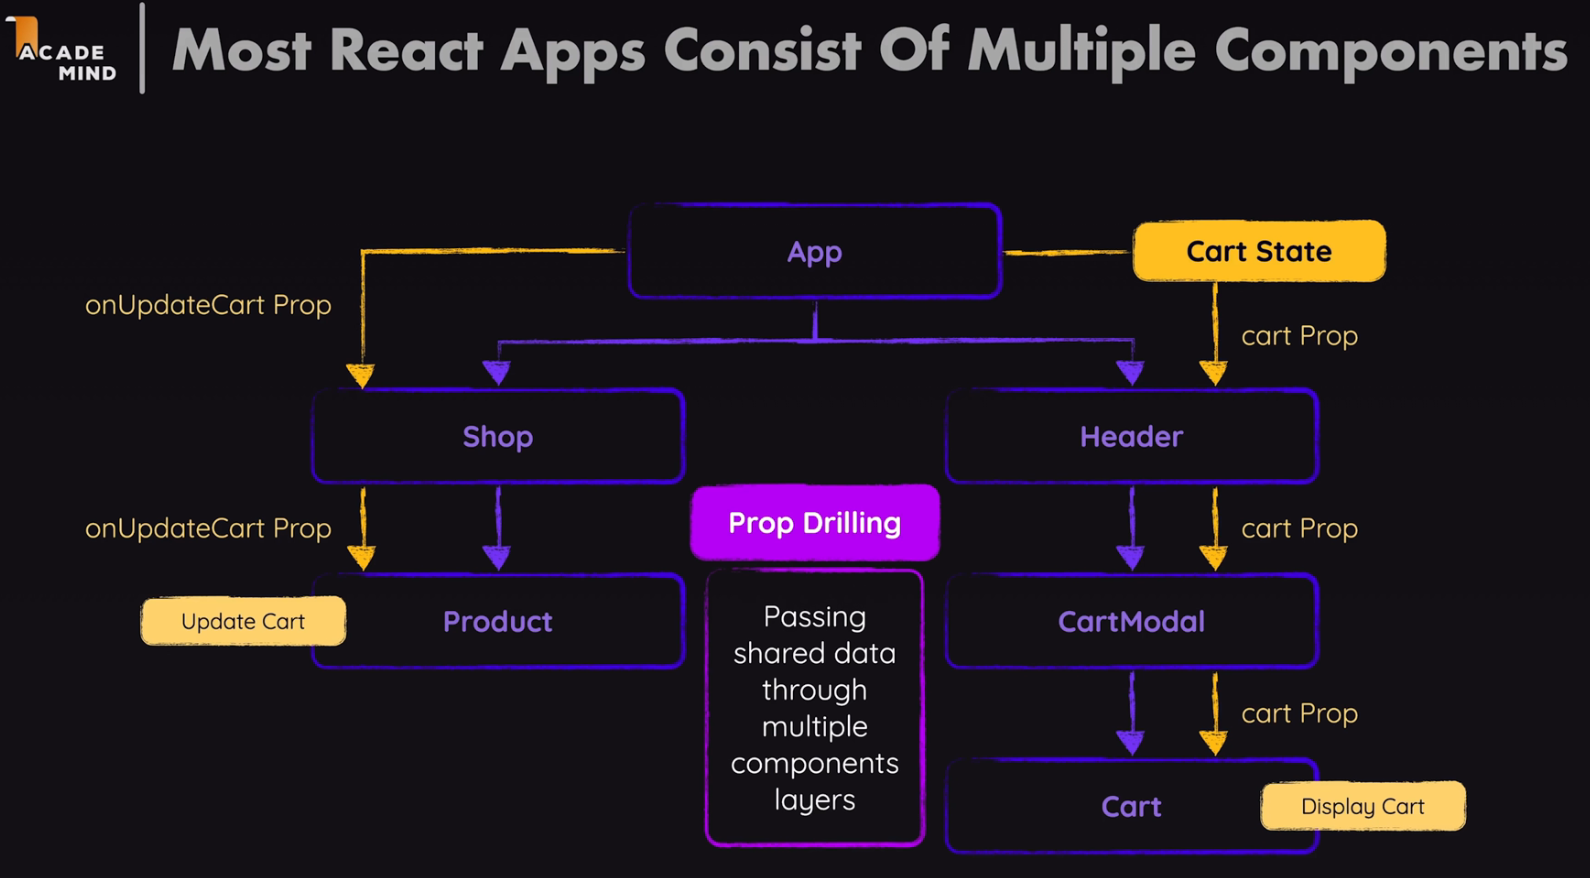 ACADE
MIND
Most React Apps Consist Of Multiple Components
App
Cart State
onUpdateCart Prop
cart Prop
Shop
Header
onUpdateCart Prop
Prop Drilling
cart Prop
Update Cart
Product
Passing
shared data
through
multiple
components
layers
CartModal
cart Prop
Cart
Display Cart